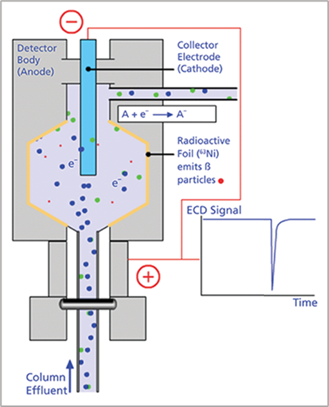 −
Detector
Body
(Anode)
Collector
Electrode
(Cathode)
A + e⁻ → A⁻
Radioactive
Foil (⁶³Ni)
emits ß
particles
e⁻
e⁻
ECD Signal
+
Time
Column
Effluent